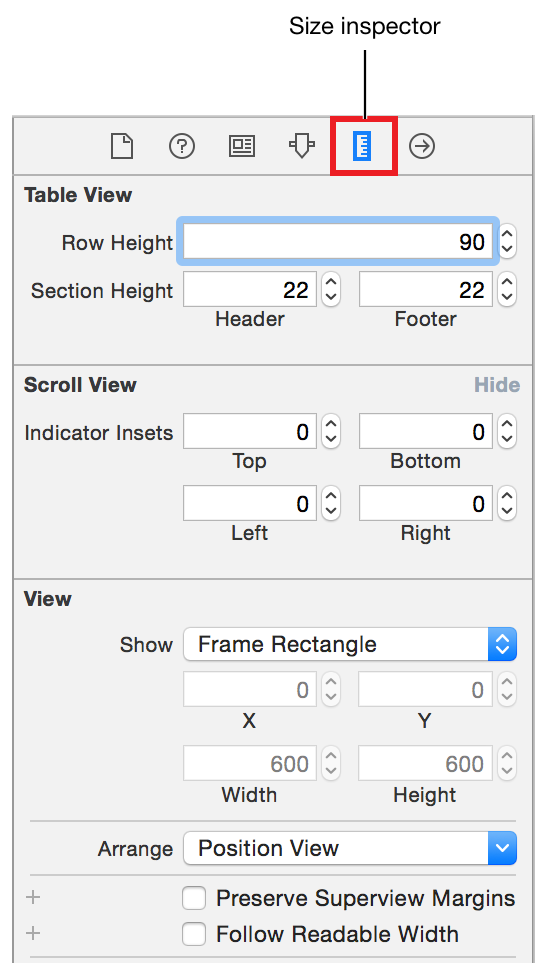 Size inspector
?
Table View
Row Height 90
Section Height 22 22
Header Footer
Scroll View Hide
Indicator Insets 0 0
Top Bottom
0 0
Left Right
View
Show Frame Rectangle
0 0
X Y
600 600
Width Height
Arrange Position View
+ Preserve Superview Margins
+ Follow Readable Width